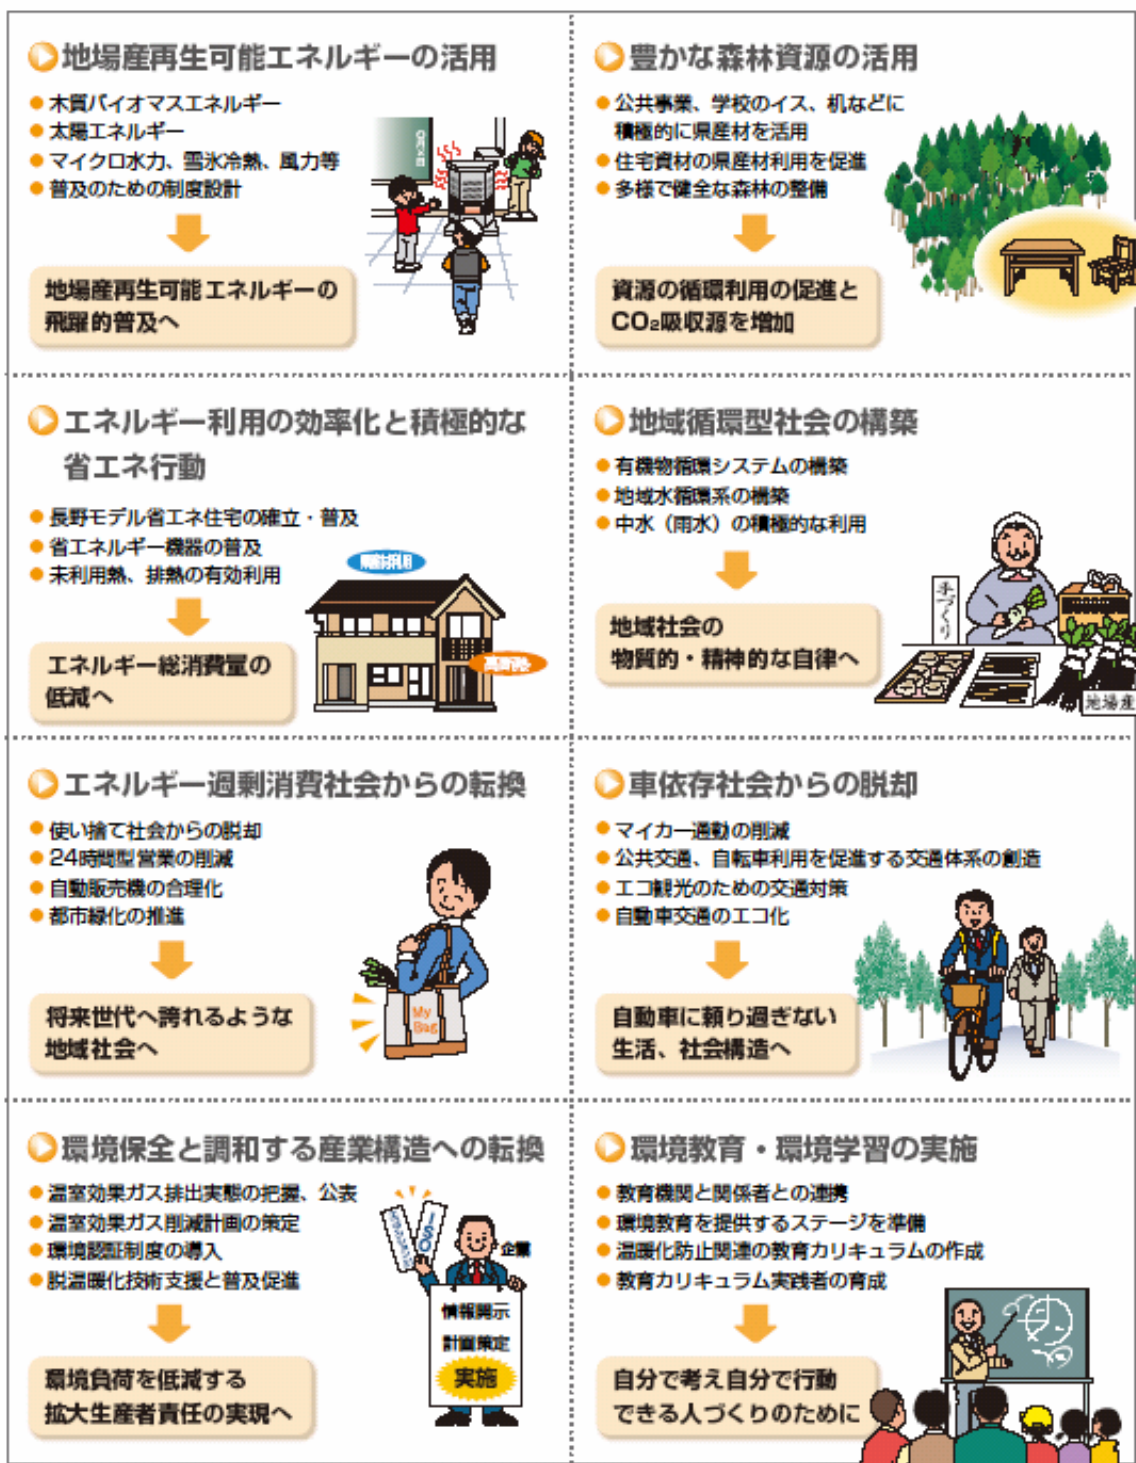 地場産再生可能エネルギーの活用
木質バイオマスエネルギー
太陽エネルギー
マイクロ水力、雪氷冷熱、風力等
普及のための制度設計
地場産再生可能エネルギーの
飛躍的普及へ
豊かな森林資源の活用
公共事業、学校のイス、机などに
積極的に県産材を活用
住宅資材の県産材利用を促進
多様で健全な森林の整備
資源の循環利用の促進と
CO₂吸収源を増加
エネルギー利用の効率化と積極的な
省エネ行動
長野モデル省エネ住宅の確立・普及
省エネルギー機器の普及
未利用熱、排熱の有効利用
エネルギー総消費量の
低減へ
地域循環型社会の構築
有機物循環システムの構築
地域水循環系の構築
中水（雨水）の積極的な利用
地域社会の
物質的・精神的な自律へ
手づくり
地場産
エネルギー過剰消費社会からの転換
使い捨て社会からの脱却
24時間型営業の削減
自動販売機の合理化
都市緑化の推進
将来世代へ誇れるような
地域社会へ
My
Bag
車依存社会からの脱却
マイカー通勤の削減
公共交通、自転車利用を促進する交通体系の創造
エコ観光のための交通対策
自動車交通のエコ化
自動車に頼り過ぎない
生活、社会構造へ
環境保全と調和する産業構造への転換
温室効果ガス排出実態の把握、公表
温室効果ガス削減計画の策定
環境認証制度の導入
脱温暖化技術支援と普及促進
環境負荷を低減する
拡大生産者責任の実現へ
ISO
企業
情報開示
計画策定
実施
環境教育・環境学習の実施
教育機関と関係者との連携
環境教育を提供するステージを準備
温暖化防止関連の教育カリキュラムの作成
教育カリキュラム実践者の育成
自分で考え自分で行動
できる人づくりのために